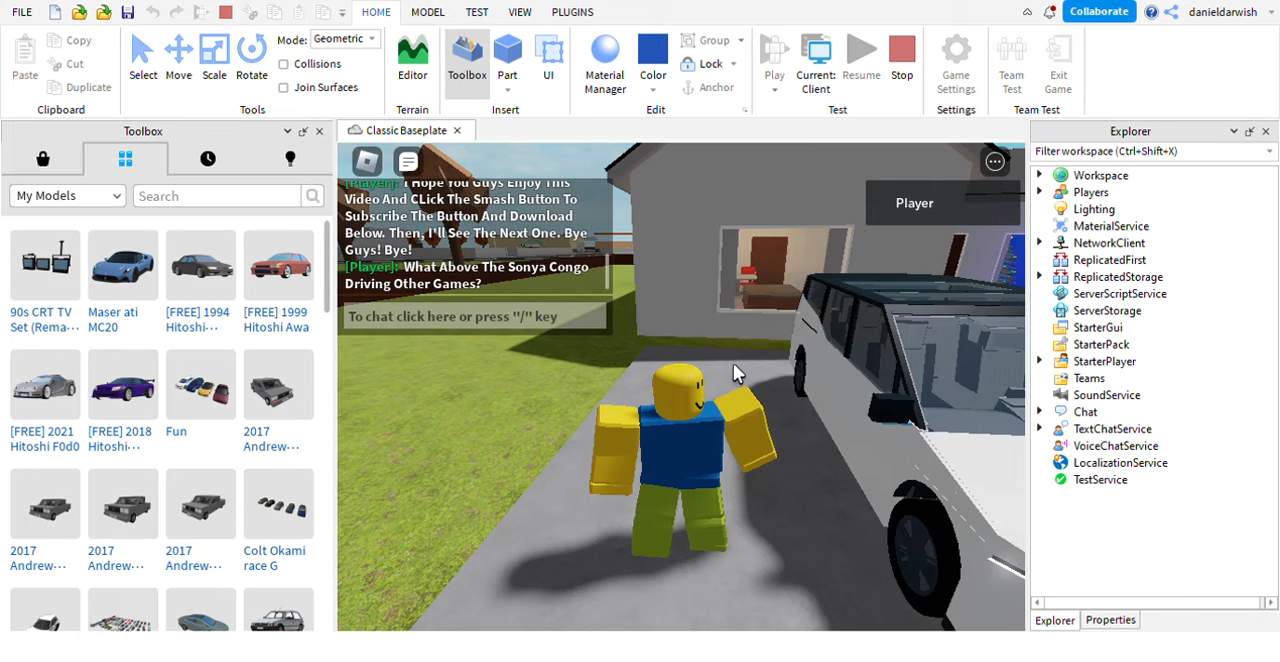 FILE HOME MODEL TEST VIEW PLUGINS Collaborate danieldarwish
Paste Copy Cut Duplicate Clipboard
Select Move Scale Rotate Mode: Geometric Collisions Join Surfaces Tools
Editor Terrain
Toolbox Part UI Insert
Material Manager Color Group Lock Anchor Edit
Play Current: Client Resume Stop Test
Game Settings Settings
Team Test Exit Game Team Test
Toolbox
My Models Search
90s CRT TV Set (Rema···
Maser ati MC20
[FREE] 1994 Hitoshi···
[FREE] 1999 Hitoshi Awa
[FREE] 2021 Hitoshi F0d0
[FREE] 2018 Hitoshi···
Fun
2017 Andrew···
2017 Andrew···
2017 Andrew···
2017 Andrew···
Colt Okami race G
ClassicBaseplate
[Player]: I Hope You Guys Enjoy This
Video And CLick The Smash Button To
Subscribe The Button And Download
Below. Then, I'll See The Next One. Bye
Guys! Bye!
[Player]: What Above The Sonya Congo
Driving Other Games?
To chat click here or press "/" key
Player
Explorer
Filter workspace (Ctrl+Shift+X)
Workspace
Players
Lighting
MaterialService
NetworkClient
ReplicatedFirst
ReplicatedStorage
ServerScriptService
ServerStorage
StarterGui
StarterPack
StarterPlayer
Teams
SoundService
Chat
TextChatService
VoiceChatService
LocalizationService
TestService
Explorer Properties